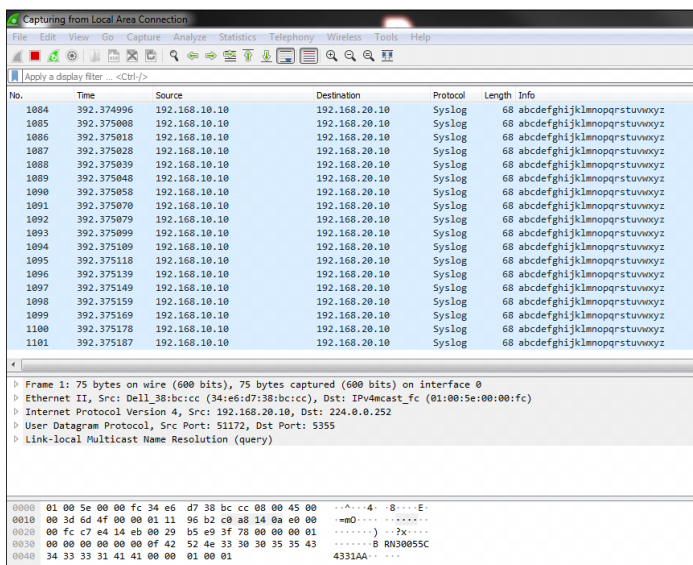 Capturing from Local Area Connection
File Edit View Go Capture Analyze Statistics Telephony Wireless Tools Help
Apply a display filter ... <Ctrl-/>
No. Time Source Destination Protocol Length Info
1084 392.374996 192.168.10.10 192.168.20.10 Syslog 68 abcdefghijklmnopqrstuvwxyz
1085 392.375008 192.168.10.10 192.168.20.10 Syslog 68 abcdefghijklmnopqrstuvwxyz
1086 392.375018 192.168.10.10 192.168.20.10 Syslog 68 abcdefghijklmnopqrstuvwxyz
1087 392.375028 192.168.10.10 192.168.20.10 Syslog 68 abcdefghijklmnopqrstuvwxyz
1088 392.375039 192.168.10.10 192.168.20.10 Syslog 68 abcdefghijklmnopqrstuvwxyz
1089 392.375048 192.168.10.10 192.168.20.10 Syslog 68 abcdefghijklmnopqrstuvwxyz
1090 392.375058 192.168.10.10 192.168.20.10 Syslog 68 abcdefghijklmnopqrstuvwxyz
1091 392.375070 192.168.10.10 192.168.20.10 Syslog 68 abcdefghijklmnopqrstuvwxyz
1092 392.375079 192.168.10.10 192.168.20.10 Syslog 68 abcdefghijklmnopqrstuvwxyz
1093 392.375099 192.168.10.10 192.168.20.10 Syslog 68 abcdefghijklmnopqrstuvwxyz
1094 392.375109 192.168.10.10 192.168.20.10 Syslog 68 abcdefghijklmnopqrstuvwxyz
1095 392.375118 192.168.10.10 192.168.20.10 Syslog 68 abcdefghijklmnopqrstuvwxyz
1096 392.375139 192.168.10.10 192.168.20.10 Syslog 68 abcdefghijklmnopqrstuvwxyz
1097 392.375149 192.168.10.10 192.168.20.10 Syslog 68 abcdefghijklmnopqrstuvwxyz
1098 392.375159 192.168.10.10 192.168.20.10 Syslog 68 abcdefghijklmnopqrstuvwxyz
1099 392.375169 192.168.10.10 192.168.20.10 Syslog 68 abcdefghijklmnopqrstuvwxyz
1100 392.375178 192.168.10.10 192.168.20.10 Syslog 68 abcdefghijklmnopqrstuvwxyz
1101 392.375187 192.168.10.10 192.168.20.10 Syslog 68 abcdefghijklmnopqrstuvwxyz
Frame 1: 75 bytes on wire (600 bits), 75 bytes captured (600 bits) on interface 0
Ethernet II, Src: Dell_38:bc:cc (34:e6:d7:38:bc:cc), Dst: IPv4mcast_fc (01:00:5e:00:00:fc)
Internet Protocol Version 4, Src: 192.168.20.10, Dst: 224.0.0.252
User Datagram Protocol, Src Port: 51172, Dst Port: 5355
Link-local Multicast Name Resolution (query)
0000 01 00 5e 00 00 fc 34 e6 d7 38 bc cc 08 00 45 00 ..^...4. .8....E.
0010 00 3d 6d 4f 00 00 01 11 96 b2 c0 a8 14 0a e0 00 .=mO.... ........
0020 00 fc c7 e4 14 eb 00 29 b5 e9 3f 78 00 00 00 01 .......) ..?x....
0030 00 00 00 00 00 00 0f 42 52 4e 33 30 30 35 35 43 .......B RN30055C
0040 34 33 33 31 41 41 00 00 01 00 01 4331AA.. ...